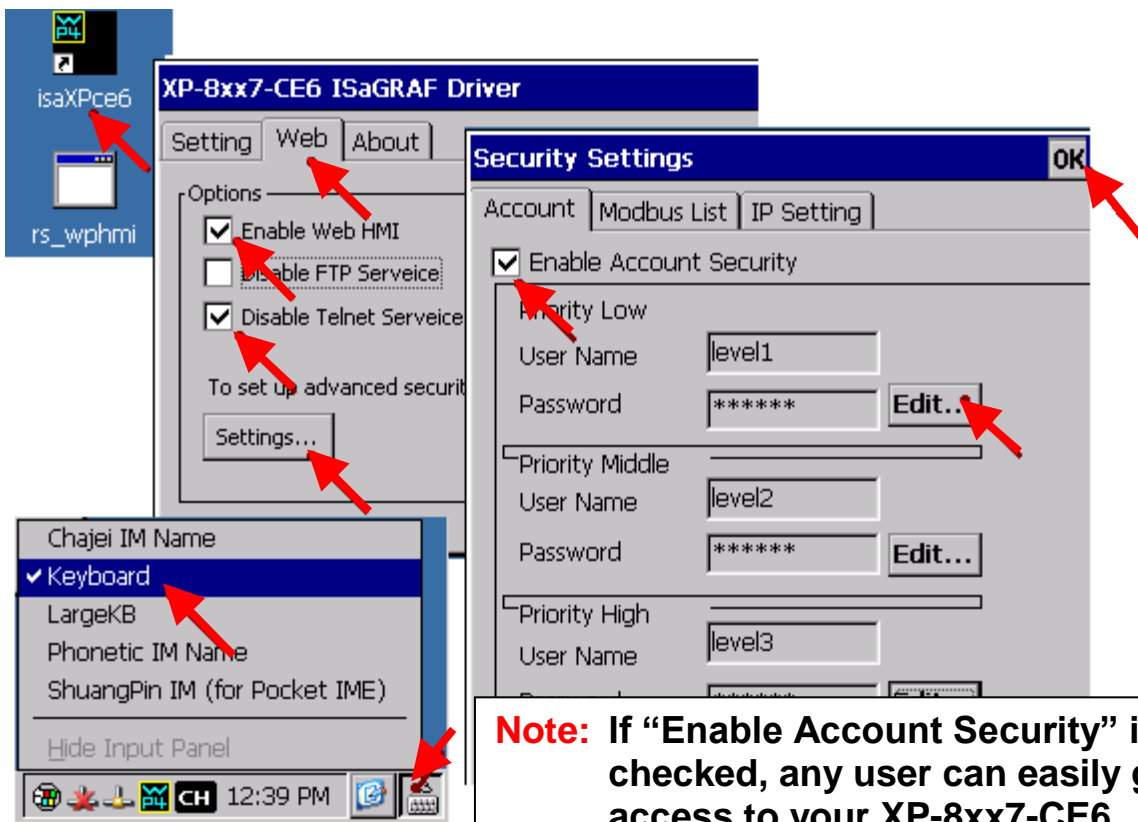 P4
isaXPce6
rs_wphmi
XP-8xx7-CE6 ISaGRAF Driver
Setting Web About
Options
Enable Web HMI
Disable FTP Serveice
Disable Telnet Serveice
To set up advanced securit
Settings...
Security Settings OK
Account Modbus List IP Setting
Enable Account Security
Priority Low
User Name level1
Password ****** Edit...
Priority Middle
User Name level2
Password ****** Edit...
Priority High
User Name level3
Chajei IM Name
Keyboard
LargeKB
Phonetic IM Name
ShuangPin IM (for Pocket IME)
Hide Input Panel
CH 12:39 PM
Note: If “Enable Account Security” i
checked, any user can easily g
access to your XP-8xx7-CE6